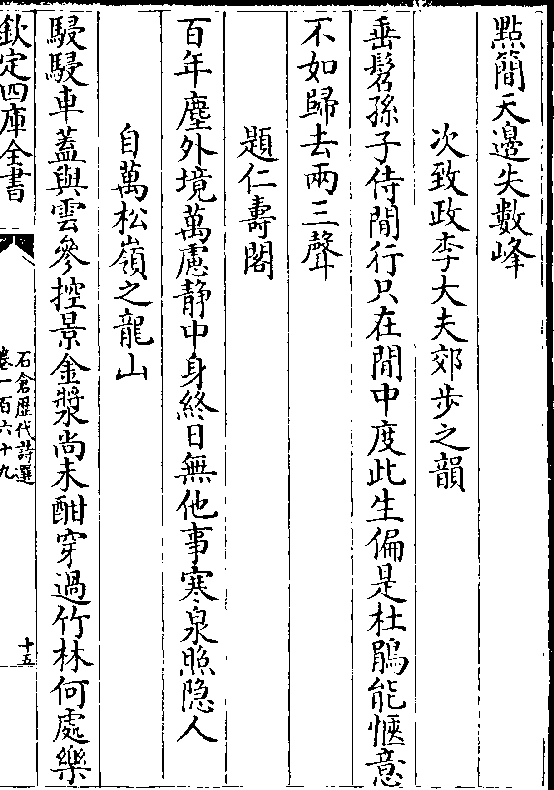 點簡天邊失數峰
次致政李大夫郊步之韻
垂髫孫子侍閒行只在閒中度此生偏是杜鵑能愜意
不如歸去兩三聲
題仁壽閣
百年塵外境萬慮静中身終日無他事寒泉照隐人
自萬松嶺之龍山
駸駸車蓋與雲參控景金漿尚未酣穿過竹林何處樂
欽定四庫全書
石倉歴代詩選
卷一百六十九
十五